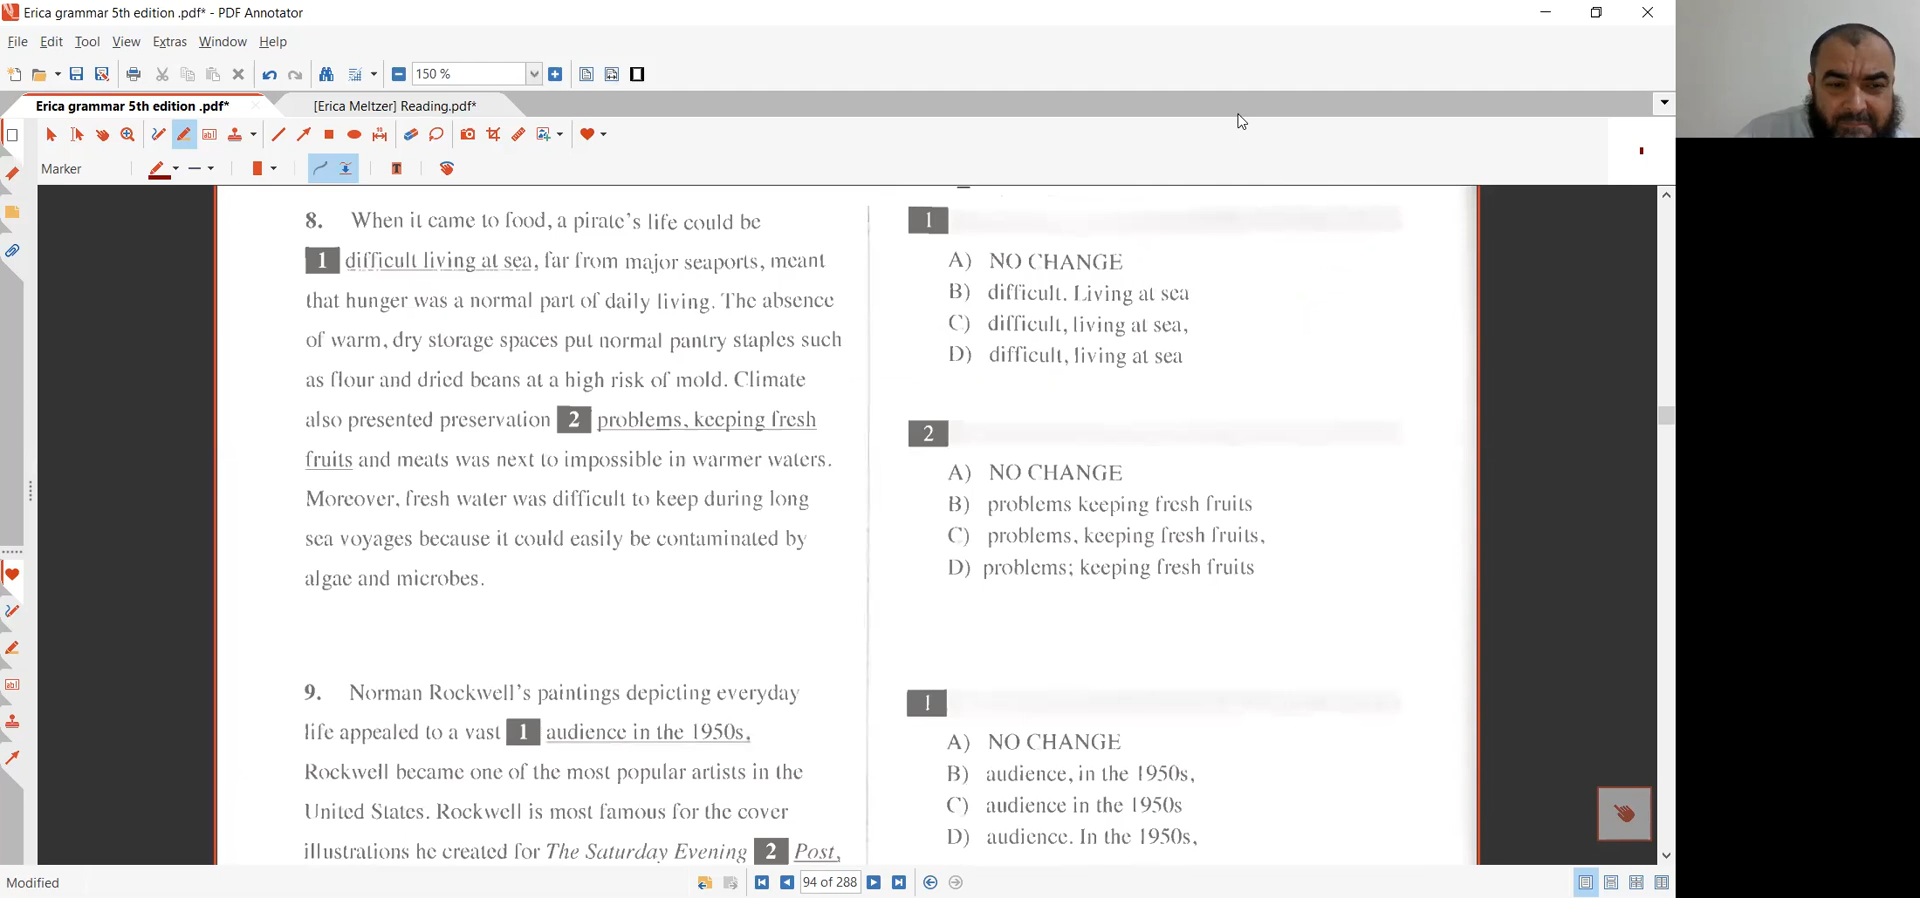 Erica grammar 5th edition .pdf* - PDF Annotator
File Edit Tool View Extras Window Help
150 %
Erica grammar 5th edition .pdf* [Erica Meltzer] Reading.pdf*
Marker
8. When it came to food, a pirate's life could be
1 difficult living at sea, far from major seaports, meant
that hunger was a normal part of daily living. The absence
of warm, dry storage spaces put normal pantry staples such
as flour and dried beans at a high risk of mold. Climate
also presented preservation 2 problems, keeping fresh
fruits and meats was next to impossible in warmer waters.
Moreover, fresh water was difficult to keep during long
sea voyages because it could easily be contaminated by
algae and microbes.
9. Norman Rockwell's paintings depicting everyday
life appealed to a vast 1 audience in the 1950s,
Rockwell became one of the most popular artists in the
United States. Rockwell is most famous for the cover
illustrations he created for The Saturday Evening 2 Post,
1
A) NO CHANGE
B) difficult. Living at sea
C) difficult, living at sea,
D) difficult, living at sea
2
A) NO CHANGE
B) problems keeping fresh fruits
C) problems, keeping fresh fruits,
D) problems; keeping fresh fruits
1
A) NO CHANGE
B) audience, in the 1950s,
C) audience in the 1950s
D) audience. In the 1950s,
Modified
94 of 288